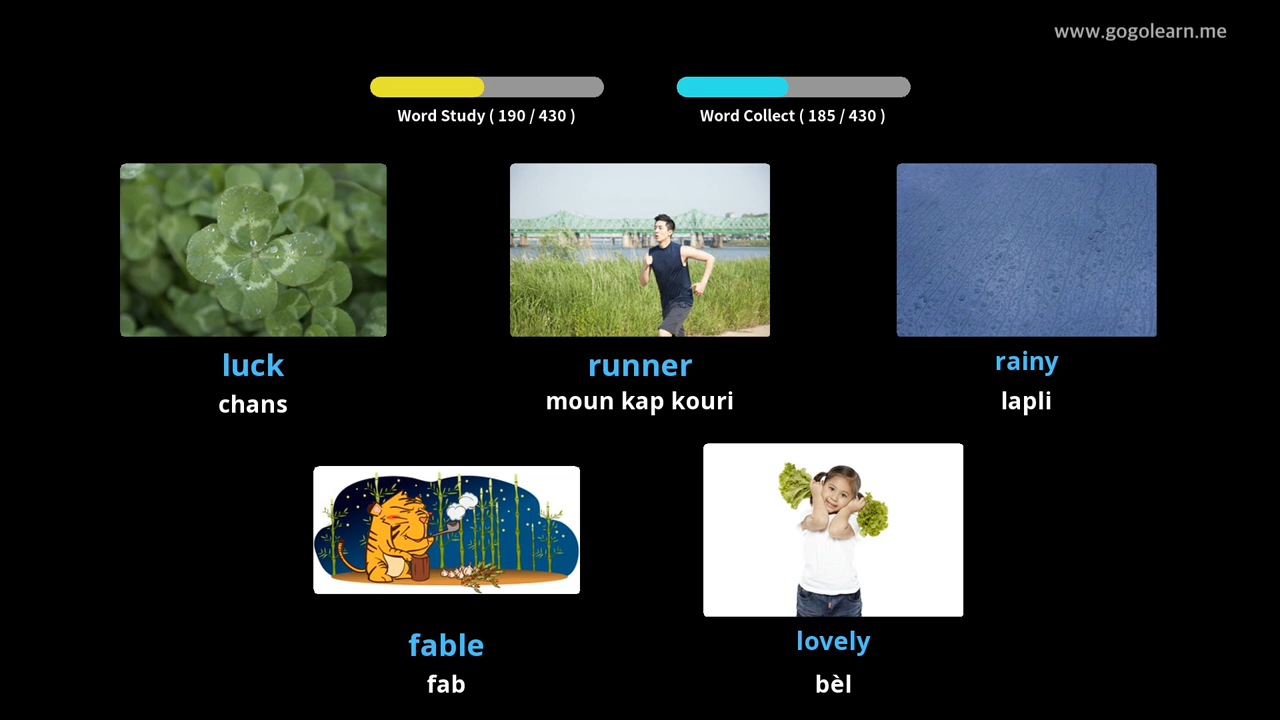 www.gogolearn.me
Word Study ( 190 / 430 )
Word Collect ( 185 / 430 )
luck
chans
runner
moun kap kouri
rainy
lapli
fable
fab
lovely
bèl